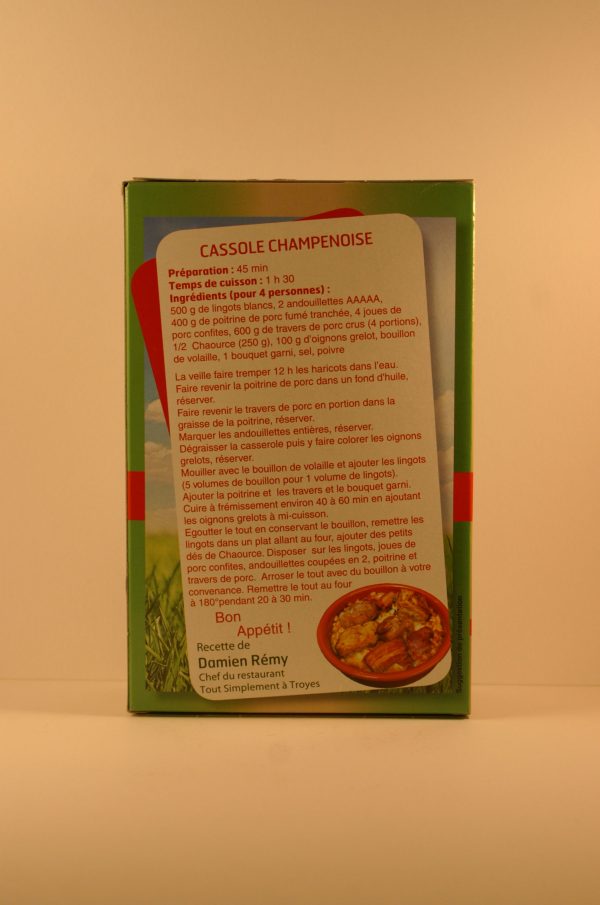 CASSOLE CHAMPENOISE
Préparation : 45 min
Temps de cuisson : 1 h 30
Ingrédients (pour 4 personnes) :
500 g de lingots blancs, 2 andouillettes AAAAA,
400 g de poitrine de porc fumé tranchée, 4 joues de
porc confites, 600 g de travers de porc crus (4 portions),
1/2 Chaource (250 g), 100 g d'oignons grelot, bouillon
de volaille, 1 bouquet garni, sel, poivre
La veille faire tremper 12 h les haricots dans l'eau.
Faire revenir la poitrine de porc dans un fond d'huile,
réserver.
Faire revenir le travers de porc en portion dans la
graisse de la poitrine, réserver.
Marquer les andouillettes entières, réserver.
Dégraisser la casserole puis y faire colorer les oignons
grelots, réserver.
Mouiller avec le bouillon de volaille et ajouter les lingots
(5 volumes de bouillon pour 1 volume de lingots).
Ajouter la poitrine et les travers et le bouquet garni.
Cuire à frémissement environ 40 à 60 min en ajoutant
les oignons grelots à mi-cuisson.
Egoutter le tout en conservant le bouillon, remettre les
lingots dans un plat allant au four, ajouter des petits
dés de Chaource. Disposer sur les lingots, joues de
porc confites, andouillettes coupées en 2, poitrine et
travers de porc. Arroser le tout avec du bouillon à votre
convenance. Remettre le tout au four
à 180°pendant 20 à 30 min.
Bon
Appétit !
Recette de
Damien Rémy
Chef du restaurant
Tout Simplement à Troyes
Suggestion de présentation